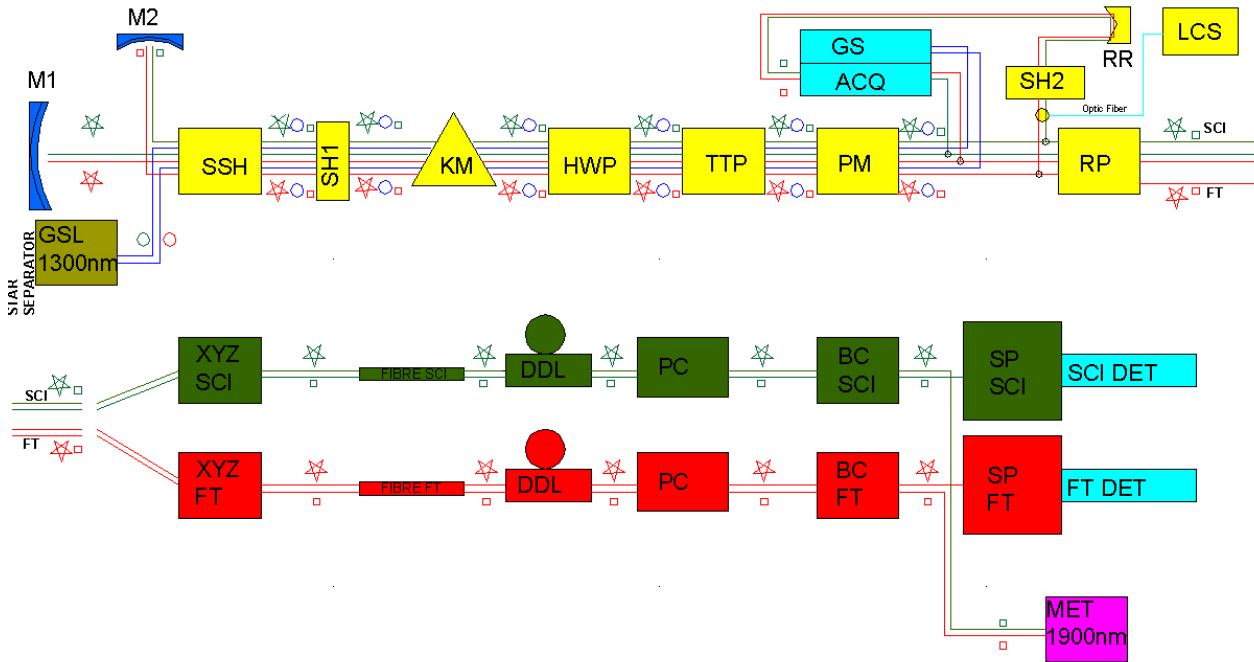 M2
GS
ACQ
RR
LCS
M1
SH2
Optic Fiber
SCI
SSH
SH1
KM
HWP
TTP
PM
RP
FT
GSL
1300nm
STAR
SEPARATOR
XYZ
SCI
FIBRE SCI
DDL
PC
BC
SCI
SP
SCI
SCI DET
SCI
FT
XYZ
FT
FIBRE FT
DDL
PC
BC
FT
SP
FT
FT DET
MET
1900nm